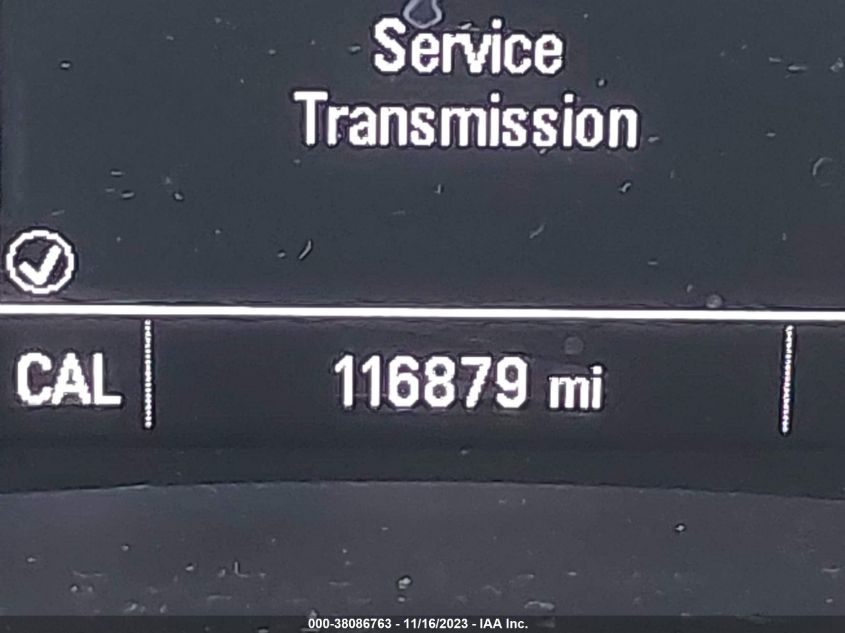 Service
Transmission
CAL
116879 mi
000-38086763 - 11/16/2023 - IAA Inc.